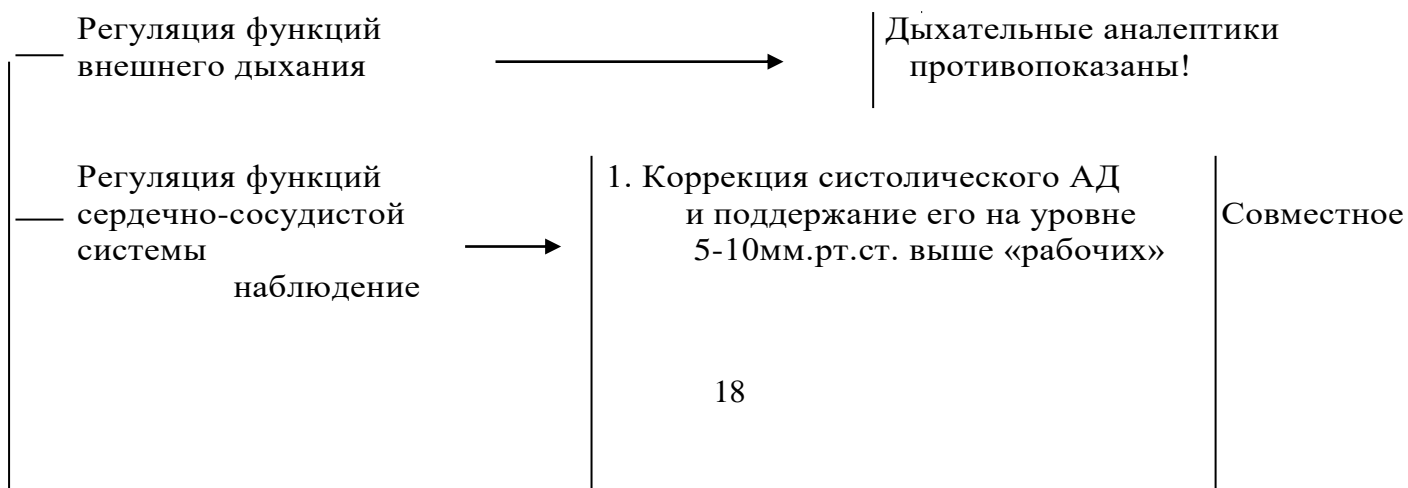 Регуляция функций
внешнего дыхания
Дыхательные аналептики
противопоказаны!
Регуляция функций
сердечно-сосудистой
системы
наблюдение
1. Коррекция систолического АД
и поддержание его на уровне
5-10мм.рт.ст. выше «рабочих»
Совместное
18